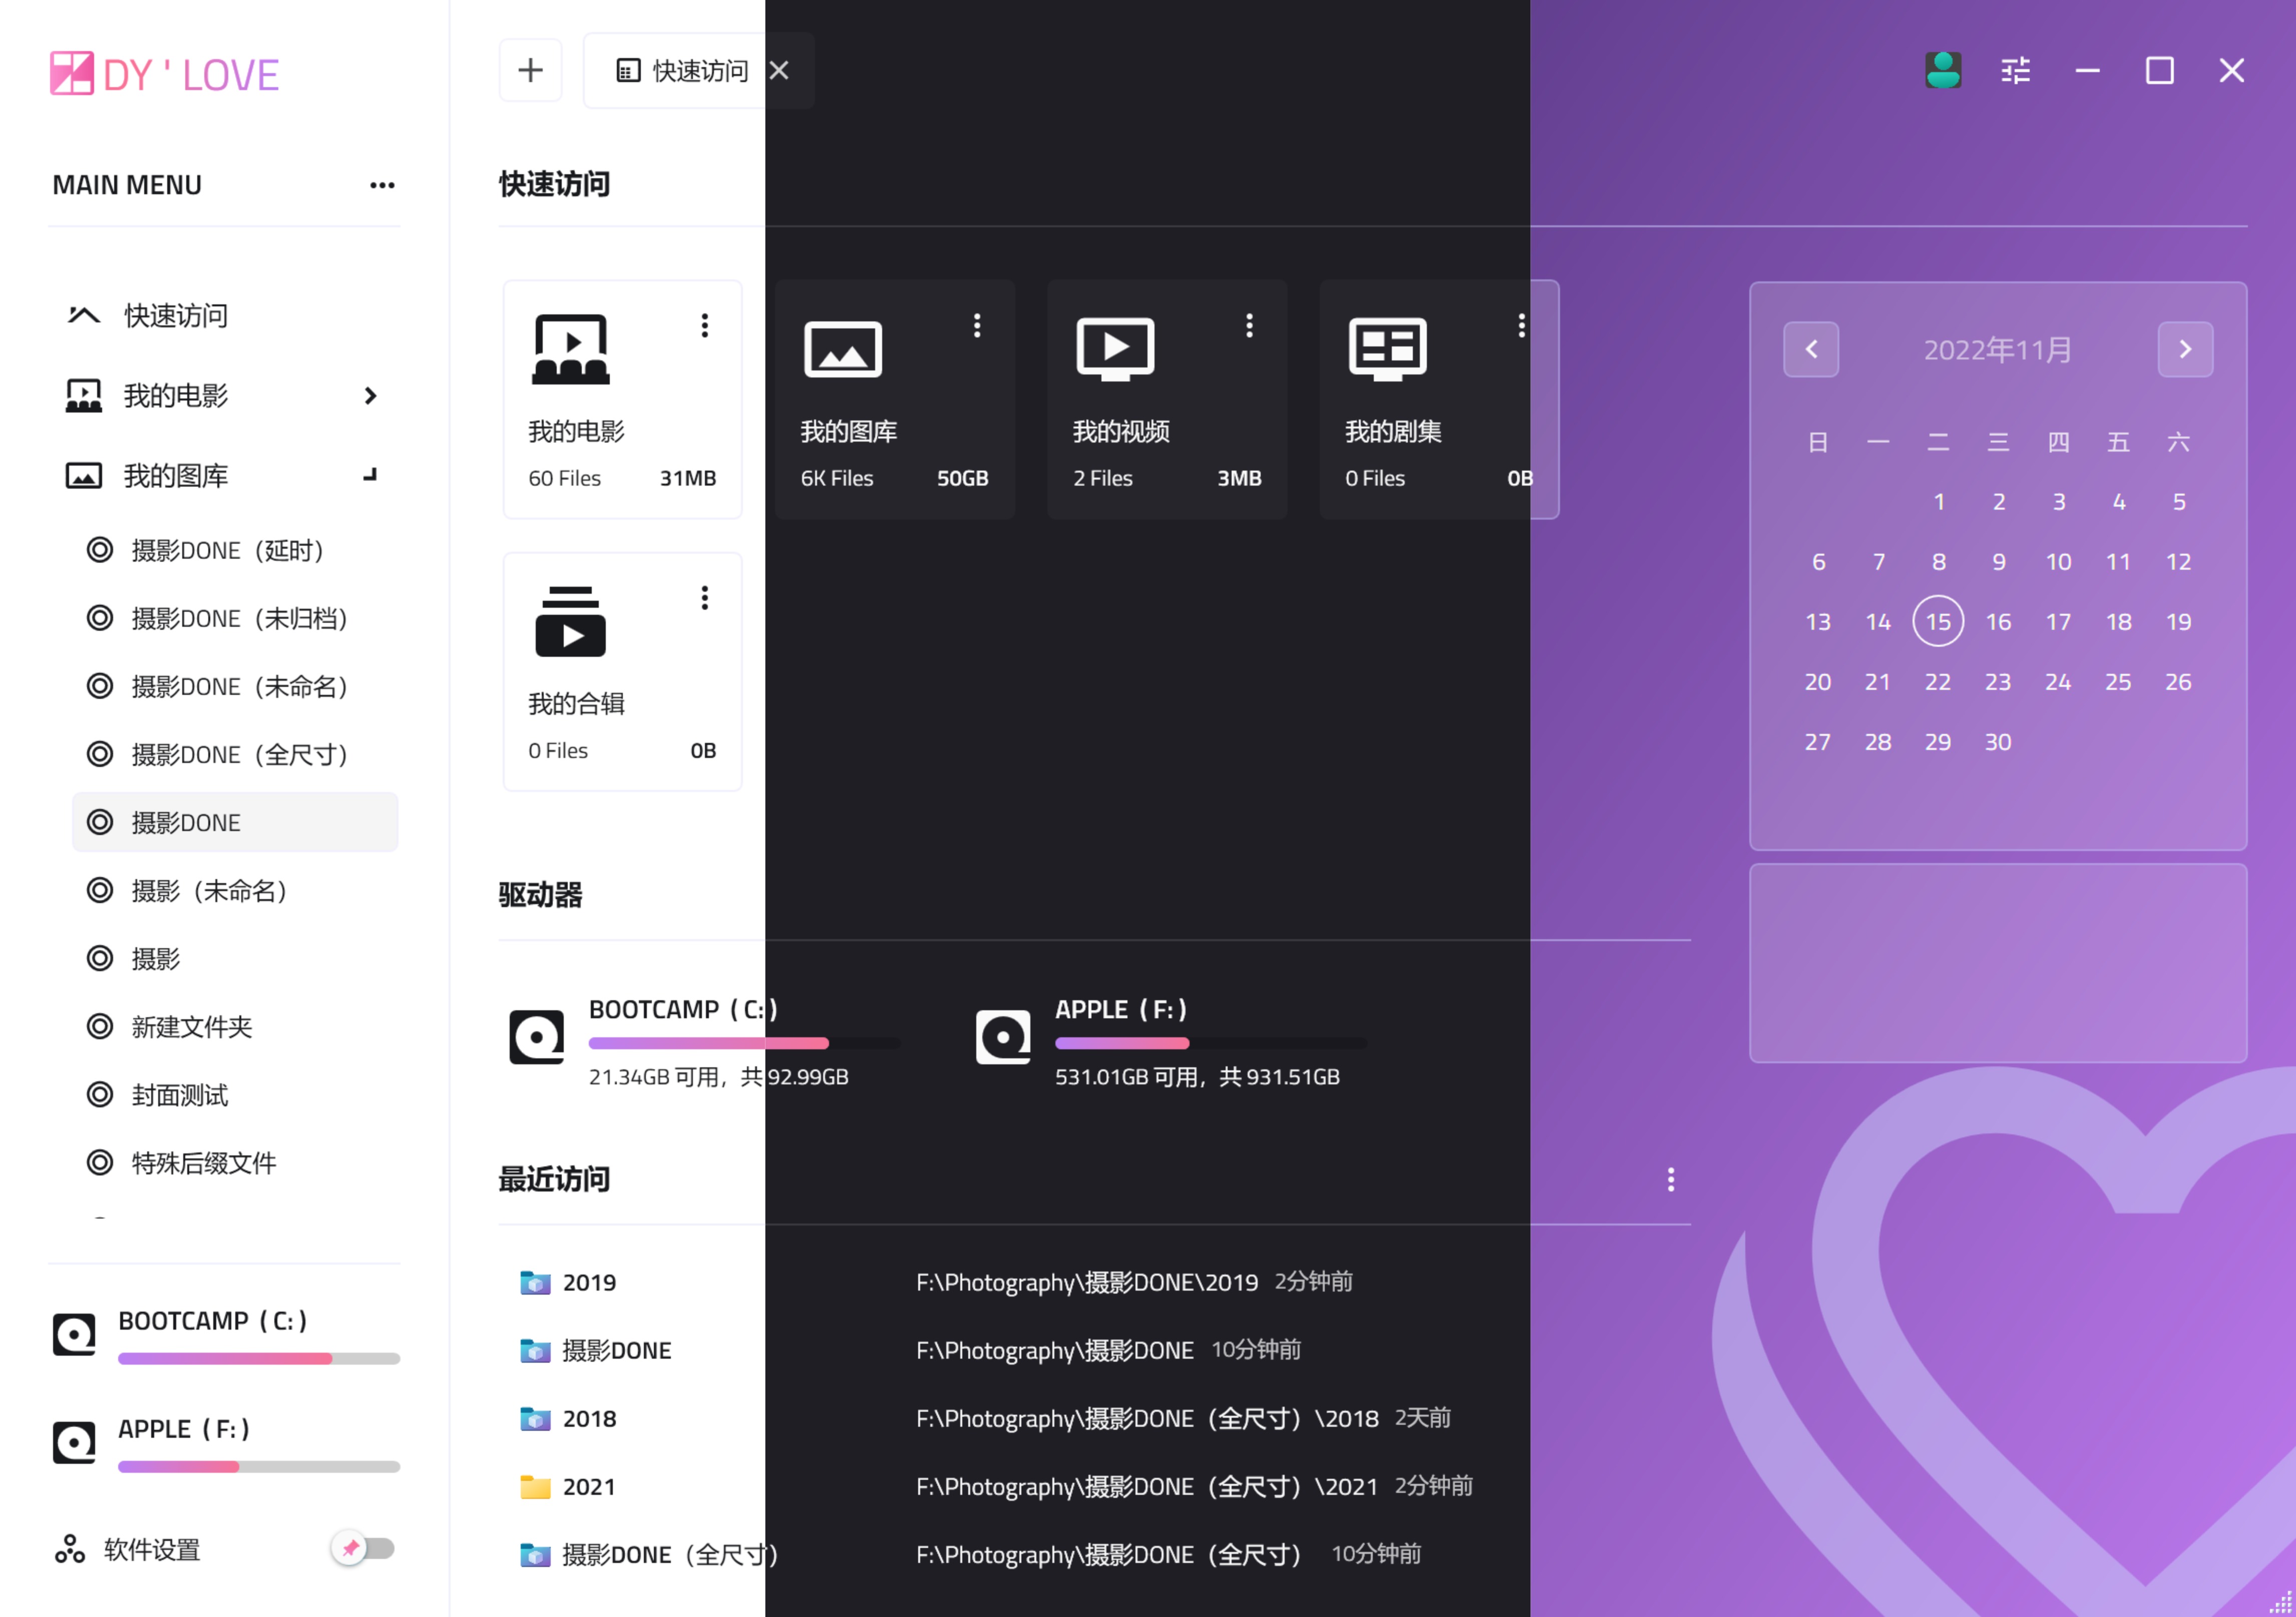 DY ' LOVE
MAIN MENU
快速访问
我的电影
我的图库
摄影DONE（延时）
摄影DONE（未归档）
摄影DONE（未命名）
摄影DONE（全尺寸）
摄影DONE
摄影（未命名）
摄影
新建文件夹
封面测试
特殊后缀文件
BOOTCAMP（C:）
APPLE（F:）
软件设置
快速访问
快速访问
我的电影
60 Files 31MB
我的图库
6K Files 50GB
我的视频
2 Files 3MB
我的剧集
0 Files 0B
我的合辑
0 Files 0B
驱动器
BOOTCAMP（C:）
21.34GB 可用，共 92.99GB
APPLE（F:）
531.01GB 可用，共 931.51GB
最近访问
2019 F:\Photography\摄影DONE\2019 2分钟前
摄影DONE F:\Photography\摄影DONE 10分钟前
2018 F:\Photography\摄影DONE（全尺寸）\2018 2天前
2021 F:\Photography\摄影DONE（全尺寸）\2021 2分钟前
摄影DONE（全尺寸） F:\Photography\摄影DONE（全尺寸） 10分钟前
2022年11月
日 一 二 三 四 五 六
1 2 3 4 5
6 7 8 9 10 11 12
13 14 15 16 17 18 19
20 21 22 23 24 25 26
27 28 29 30